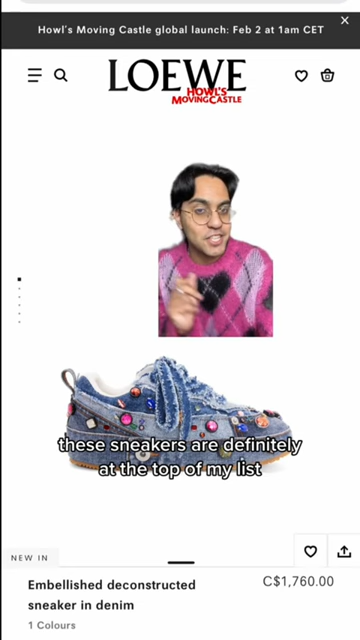 Howl's Moving Castle global launch: Feb 2 at 1am CET
LOEWE
HOWL'S
MOVING CASTLE
these sneakers are definitely
at the top of my list
NEW IN
Embellished deconstructed
sneaker in denim
C$1,760.00
1 Colours